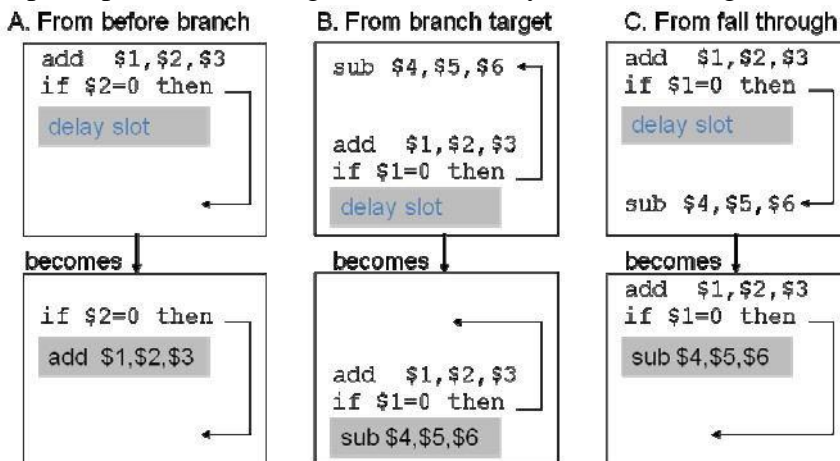 A. From before branch
add $1,$2,$3
if $2=0 then
delay slot
becomes
if $2=0 then
add $1,$2,$3
B. From branch target
sub $4,$5,$6
add $1,$2,$3
if $1=0 then
delay slot
becomes
add $1,$2,$3
if $1=0 then
sub $4,$5,$6
C. From fall through
add $1,$2,$3
if $1=0 then
delay slot
sub $4,$5,$6
becomes
add $1,$2,$3
if $1=0 then
sub $4,$5,$6